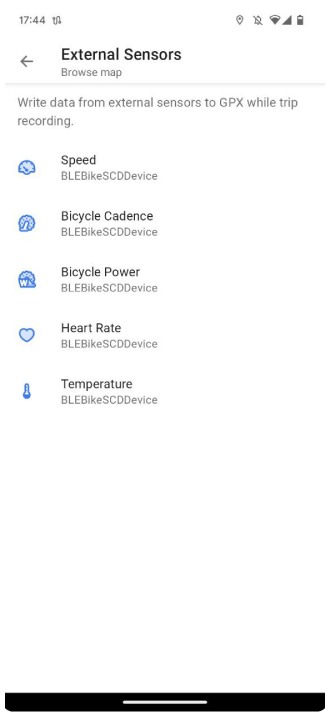 17:44
External Sensors
Browse map
Write data from external sensors to GPX while trip
recording.
Speed
BLEBikeSCDDevice
Bicycle Cadence
BLEBikeSCDDevice
Bicycle Power
BLEBikeSCDDevice
Heart Rate
BLEBikeSCDDevice
Temperature
BLEBikeSCDDevice